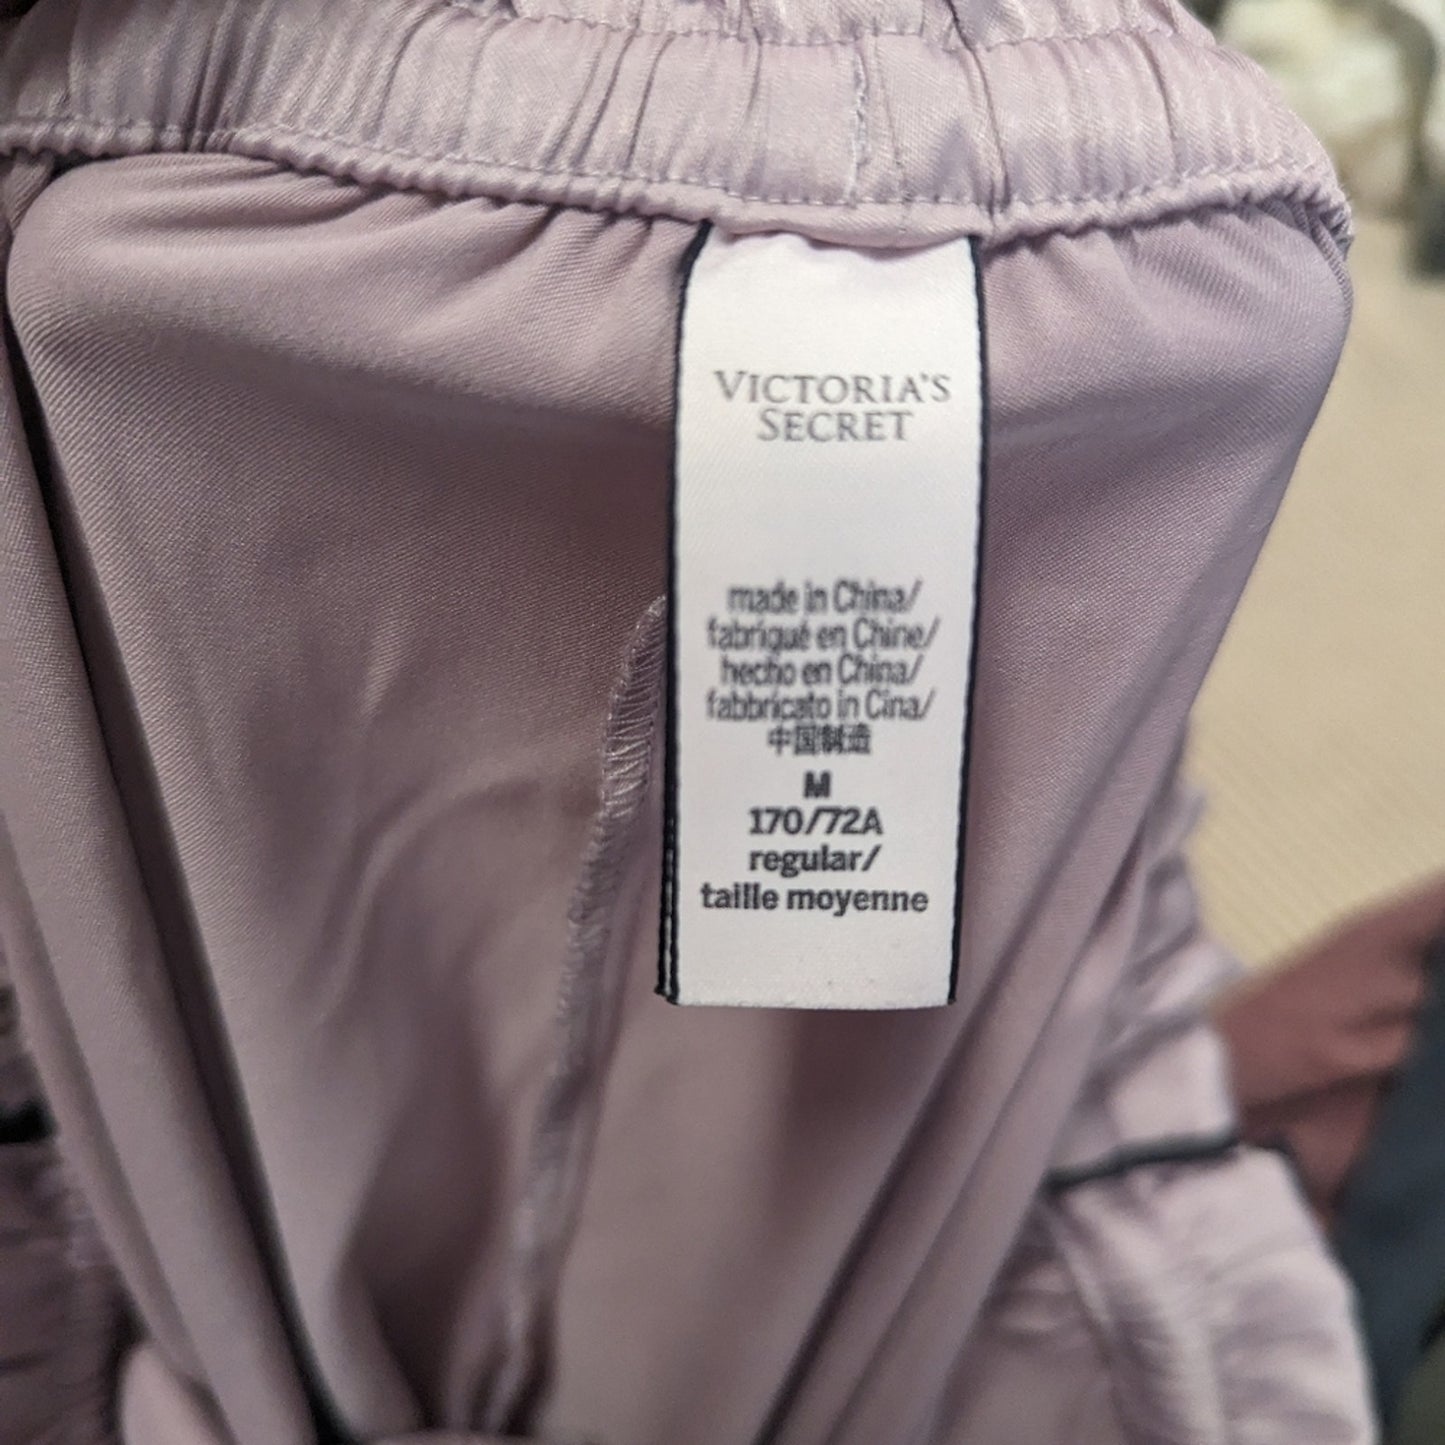 VICTORIA'S
SECRET
made in China/
fabriqué en Chine/
hecho en China/
fabbricato in Cina/
中国制造
M
170/72A
regular/
taille moyenne